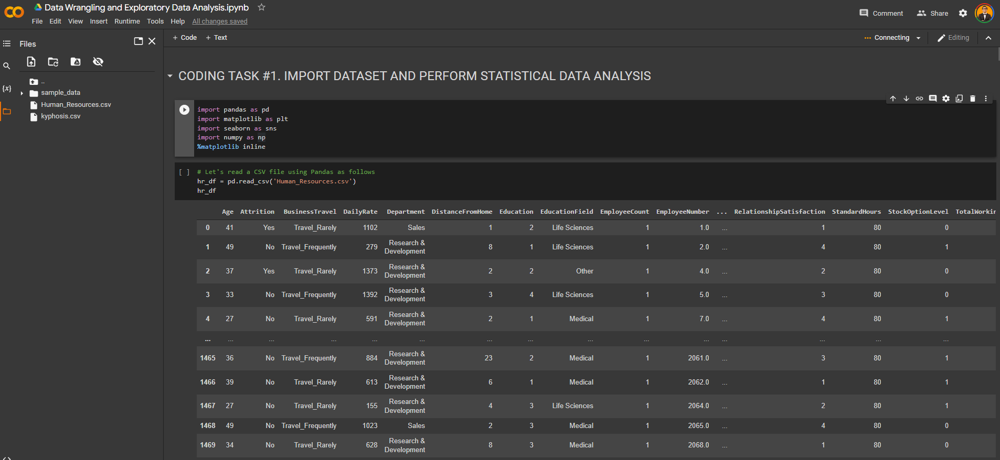 Data Wrangling and Exploratory Data Analysis.ipynb
File Edit View Insert Runtime Tools Help All changes saved
Comment Share
Files
+ Code + Text
Connecting Editing
..
sample_data
Human_Resources.csv
kyphosis.csv
{x}
CODING TASK #1. IMPORT DATASET AND PERFORM STATISTICAL DATA ANALYSIS
import pandas as pd
import matplotlib as plt
import seaborn as sns
import numpy as np
%matplotlib inline
[ ] # Let's read a CSV file using Pandas as follows
hr_df = pd.read_csv('Human_Resources.csv')
hr_df
Age Attrition BusinessTravel DailyRate Department DistanceFromHome Education EducationField EmployeeCount EmployeeNumber ... RelationshipSatisfaction StandardHours StockOptionLevel TotalWorkin
0 41 Yes Travel_Rarely 1102 Sales 1 2 Life Sciences 1 1.0 ... 1 80 0
1 49 No Travel_Frequently 279 Research & Development 8 1 Life Sciences 1 2.0 ... 4 80 1
2 37 Yes Travel_Rarely 1373 Research & Development 2 2 Other 1 4.0 ... 2 80 0
3 33 No Travel_Frequently 1392 Research & Development 3 4 Life Sciences 1 5.0 ... 3 80 0
4 27 No Travel_Rarely 591 Research & Development 2 1 Medical 1 7.0 ... 4 80 1
... ... ... ... ... ... ... ... ... ... ... ... ... ... ...
1465 36 No Travel_Frequently 884 Research & Development 23 2 Medical 1 2061.0 ... 3 80 1
1466 39 No Travel_Rarely 613 Research & Development 6 1 Medical 1 2062.0 ... 1 80 1
1467 27 No Travel_Rarely 155 Research & Development 4 3 Life Sciences 1 2064.0 ... 2 80 1
1468 49 No Travel_Frequently 1023 Sales 2 3 Medical 1 2065.0 ... 4 80 0
1469 34 No Travel_Rarely 628 Research & Development 8 3 Medical 1 2068.0 ... 1 80 0